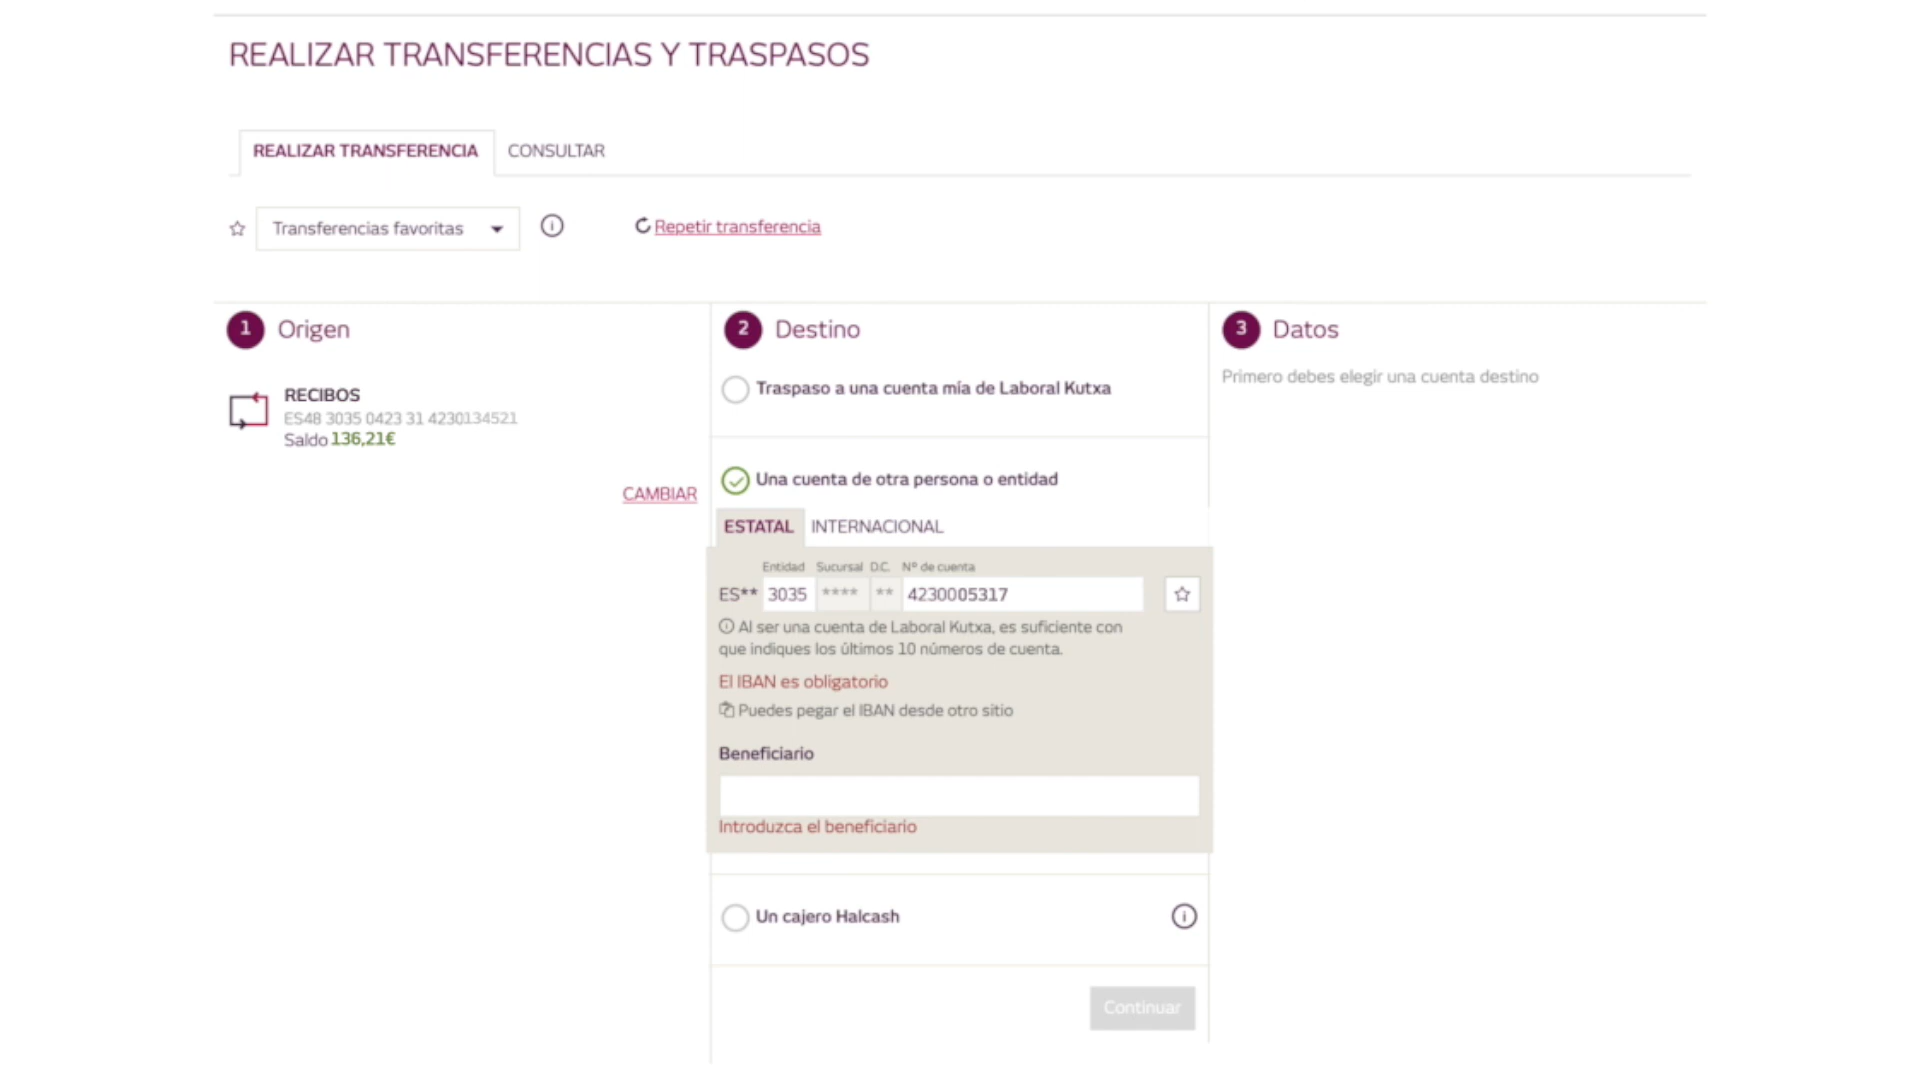 REALIZAR TRANSFERENCIAS Y TRASPASOS
REALIZAR TRANSFERENCIA
CONSULTAR
Transferencias favoritas
Repetir transferencia
1 Origen
RECIBOS
ES48 3035 0423 31 4230134521
Saldo 136,21€
CAMBIAR
2 Destino
Traspaso a una cuenta mía de Laboral Kutxa
Una cuenta de otra persona o entidad
ESTATAL INTERNACIONAL
Entidad Sucursal D.C. Nº de cuenta
ES** 3035 **** ** 4230005317
Al ser una cuenta de Laboral Kutxa, es suficiente con
que indiques los últimos 10 números de cuenta.
El IBAN es obligatorio
Puedes pegar el IBAN desde otro sitio
Beneficiario
Introduzca el beneficiario
Un cajero Halcash
Continuar
3 Datos
Primero debes elegir una cuenta destino